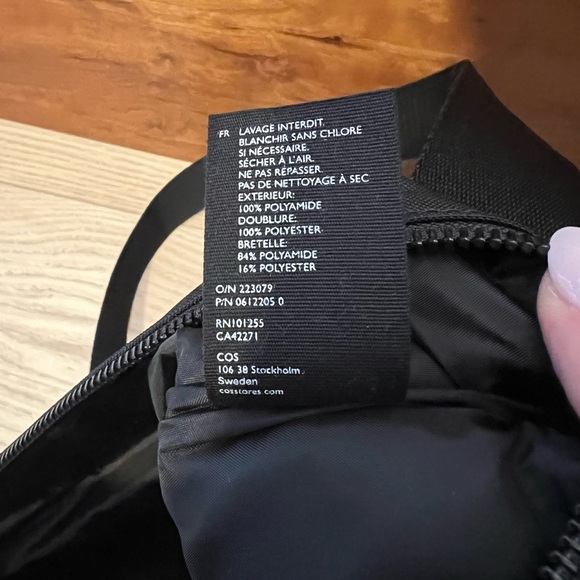 FR LAVAGE INTERDIT.
BLANCHIR SANS CHLORE
SI NÉCESSAIRE.
SÉCHER À L'AIR.
NE PAS REPASSER
PAS DE NETTOYAGE À SEC
EXTERIEUR:
100% POLYAMIDE
DOUBLURE:
100% POLYESTER
BRETELLE:
84% POLYAMIDE
16% POLYESTER
O/N 223079
P/N 0612205 0
RN101255
CA42271
COS
106 38 Stockholm
Sweden
cosstores.com